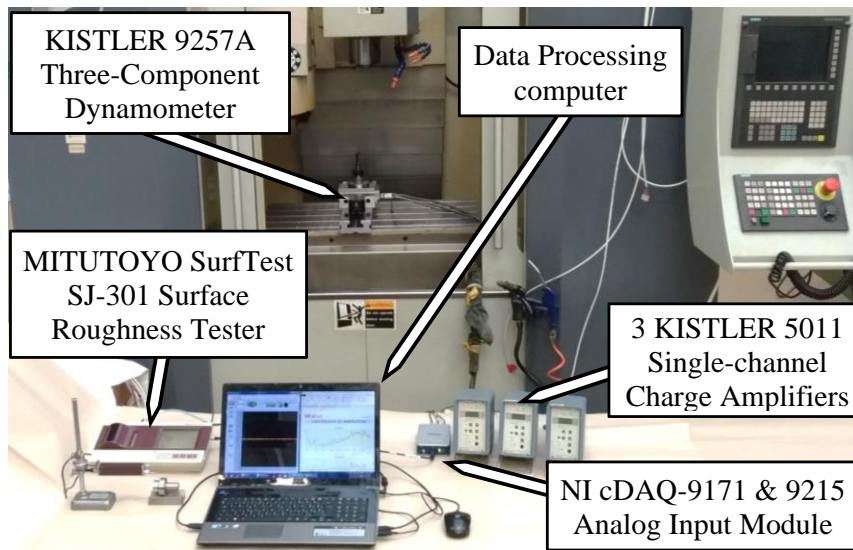 KISTLER 9257A
Three-Component
Dynamometer
Data Processing
computer
MITUTOYO SurfTest
SJ-301 Surface
Roughness Tester
3 KISTLER 5011
Single-channel
Charge Amplifiers
NI cDAQ-9171 & 9215
Analog Input Module